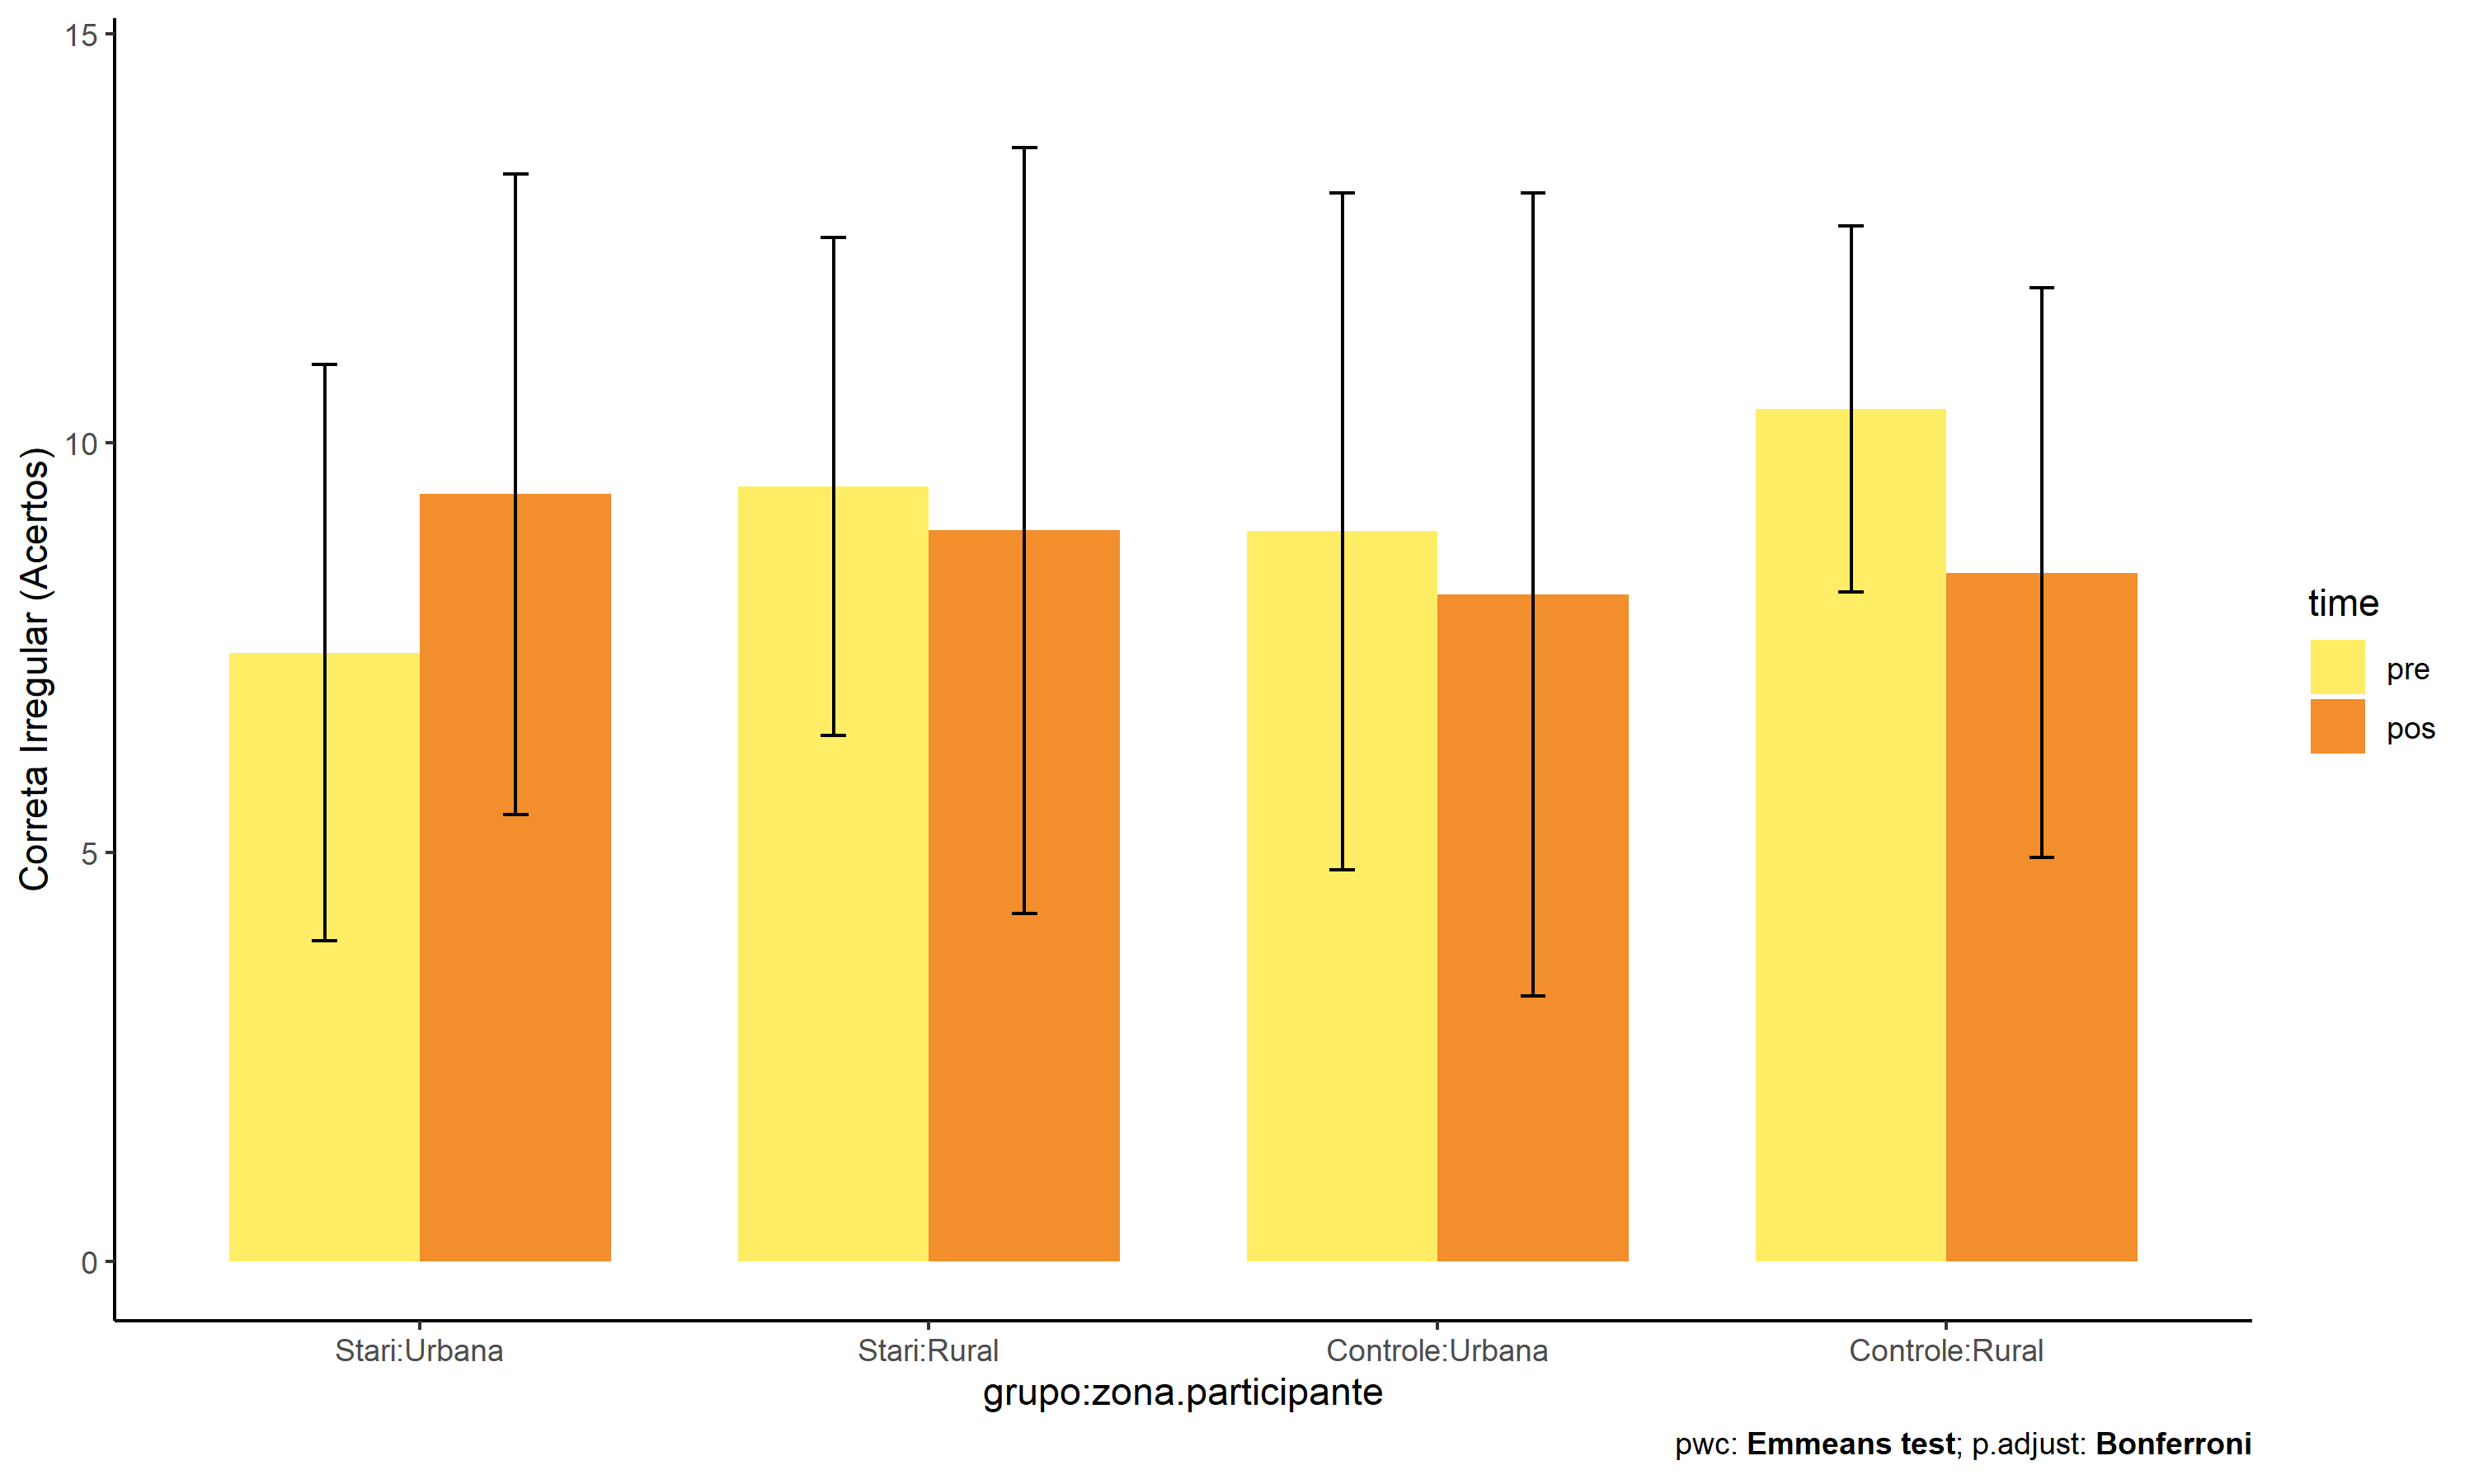 15
10
5
0
Correta Irregular (Acertos)
Stari:Urbana
Stari:Rural
Controle:Urbana
Controle:Rural
grupo:zona.participante
time
pre
pos
pwc: Emmeans test; p.adjust: Bonferroni